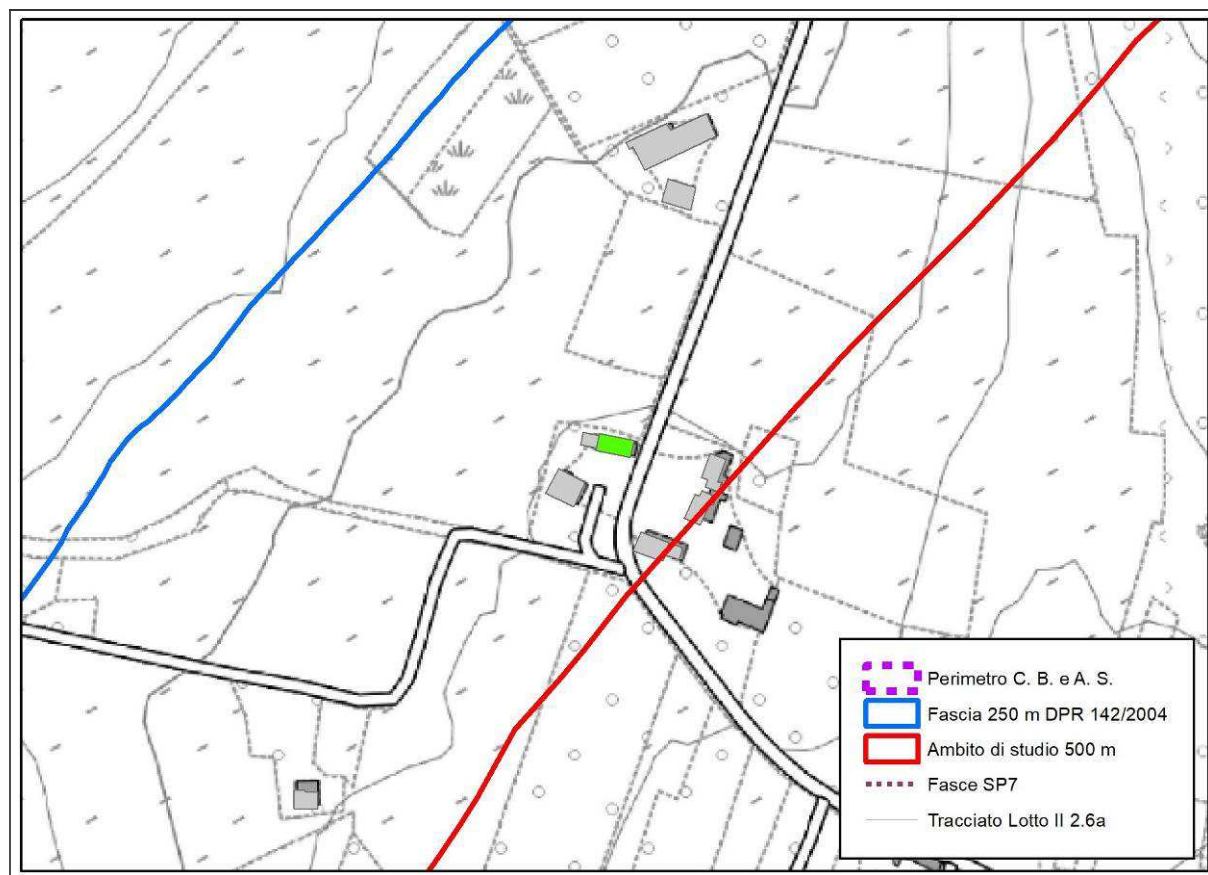 Perimetro C. B. e A. S.
Fascia 250 m DPR 142/2004
Ambito di studio 500 m
Fasce SP7
Tracciato Lotto II 2.6a